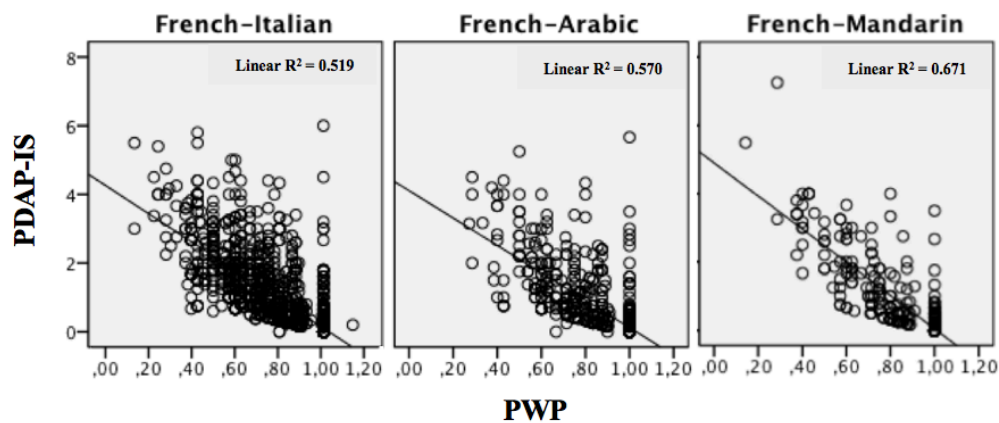 French-Italian French-Arabic French-Mandarin
Linear R² = 0.519 Linear R² = 0.570 Linear R² = 0.671
PDAP-IS
8
6
4
2
0
,00 ,20 ,40 ,60 ,80 1,00 1,20 ,00 ,20 ,40 ,60 ,80 1,00 1,20 ,00 ,20 ,40 ,60 ,80 1,00 1,20
PWP